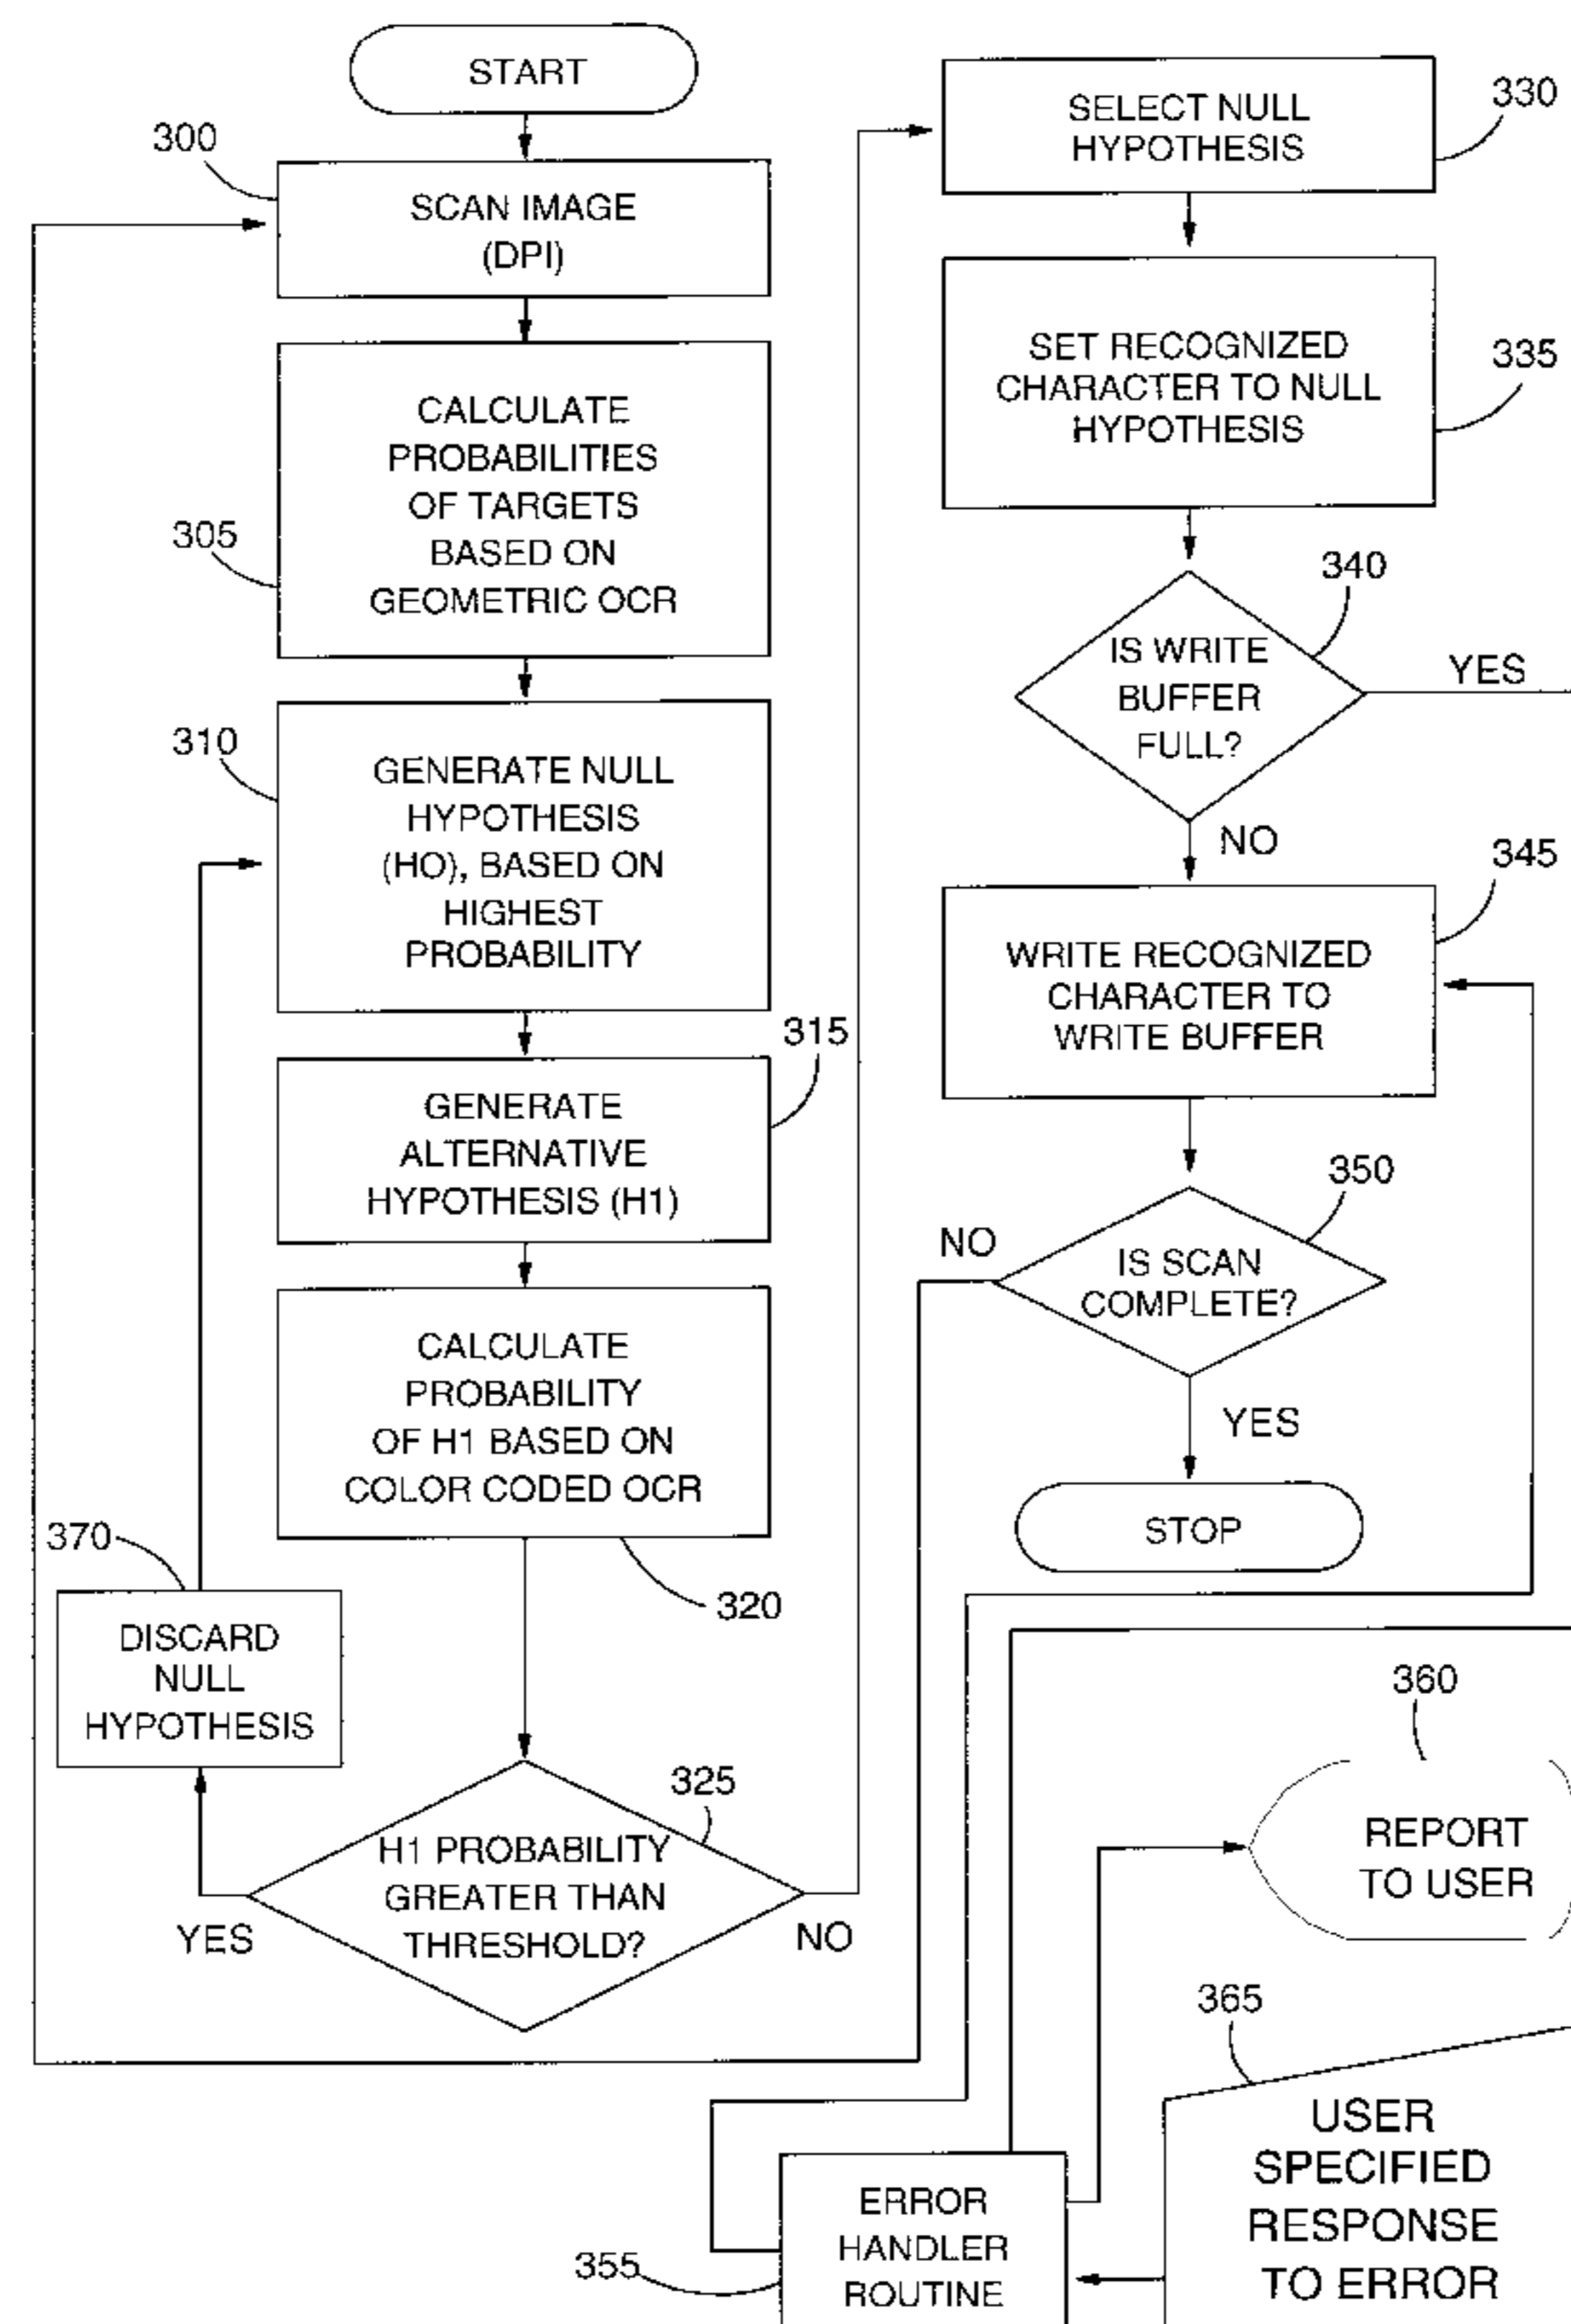 START
300
SCAN IMAGE
(DPI)
CALCULATE
PROBABILITIES
OF TARGETS
BASED ON
GEOMETRIC OCR
305
310
GENERATE NULL
HYPOTHESIS
(HO), BASED ON
HIGHEST
PROBABILITY
315
GENERATE
ALTERNATIVE
HYPOTHESIS (H1)
CALCULATE
PROBABILITY
OF H1 BASED ON
COLOR CODED OCR
320
370
DISCARD
NULL
HYPOTHESIS
325
H1 PROBABILITY
GREATER THAN
THRESHOLD?
YES
NO
330
SELECT NULL
HYPOTHESIS
335
SET RECOGNIZED
CHARACTER TO NULL
HYPOTHESIS
340
IS WRITE
BUFFER
FULL?
YES
NO
345
WRITE RECOGNIZED
CHARACTER TO
WRITE BUFFER
350
NO
IS SCAN
COMPLETE?
YES
STOP
360
REPORT
TO USER
365
USER
SPECIFIED
RESPONSE
TO ERROR
ERROR
HANDLER
ROUTINE
355